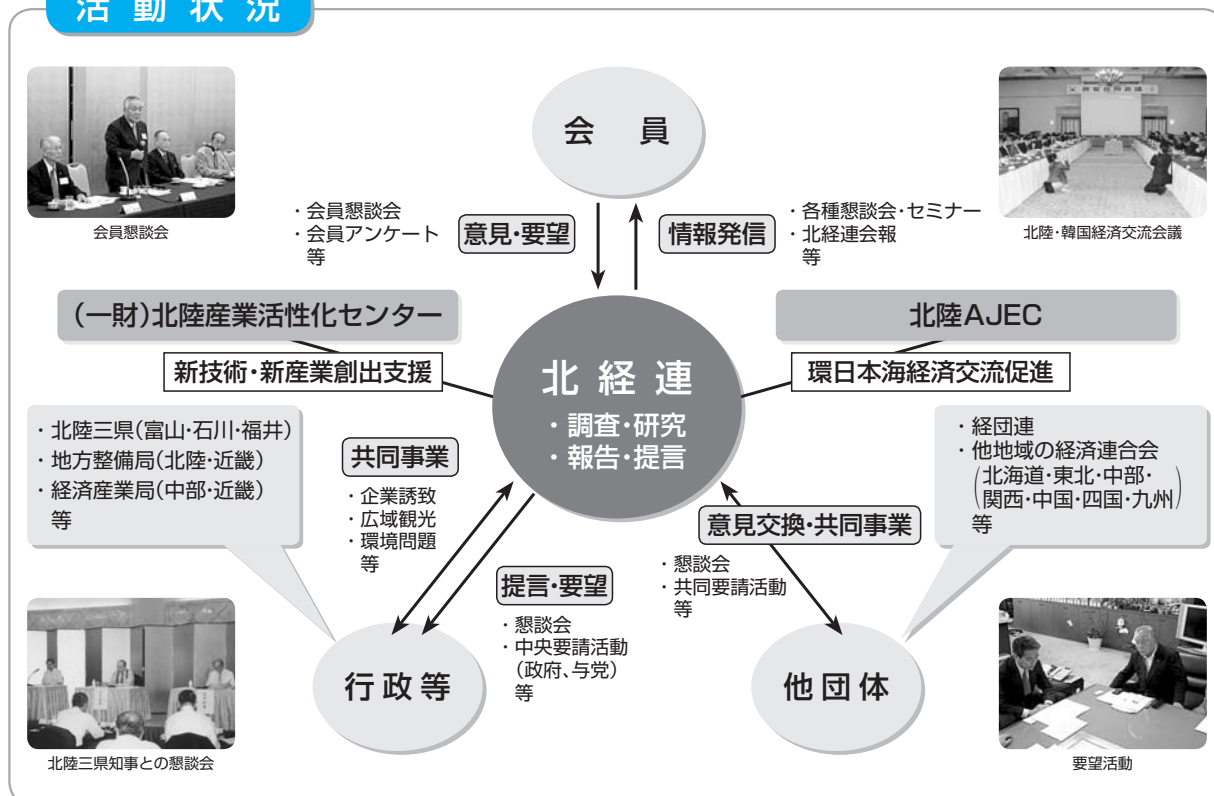 活動状況
会員懇談会
会員
北陸・韓国経済交流会議
・会員懇談会
・会員アンケート
等
意見・要望
情報発信
・各種懇談会・セミナー
・北経連会報
等
(一財)北陸産業活性化センター
新技術・新産業創出支援
北陸AJEC
環日本海経済交流促進
北経連
・調査・研究
・報告・提言
・北陸三県(富山・石川・福井)
・地方整備局(北陸・近畿)
・経済産業局(中部・近畿)
等
共同事業
・企業誘致
・広域観光
・環境問題
等
提言・要望
・懇談会
・中央要請活動
(政府、与党)
等
意見交換・共同事業
・懇談会
・共同要請活動
等
・経団連
・他地域の経済連合会
(北海道・東北・中部・
関西・中国・四国・九州)
等
行政等
他団体
北陸三県知事との懇談会
要望活動